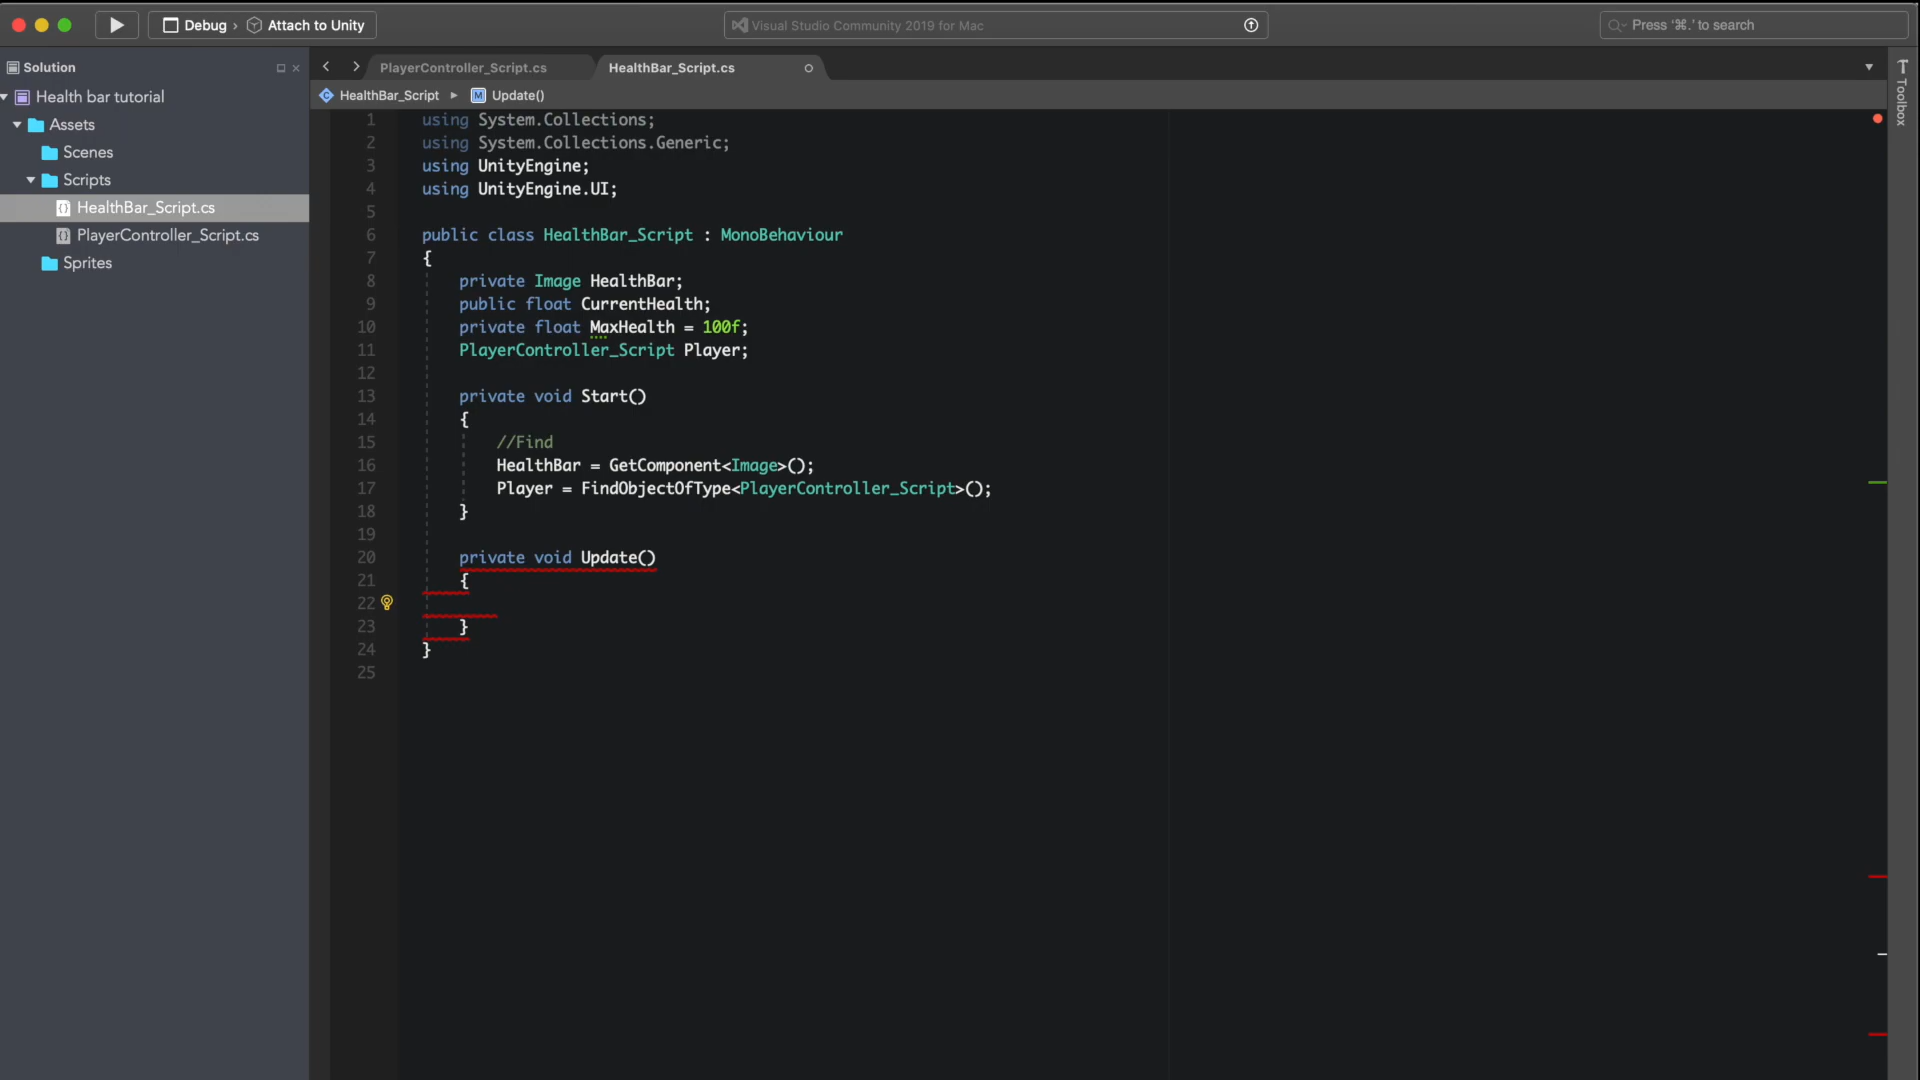 Debug › Attach to Unity
Visual Studio Community 2019 for Mac
Press ‘⌘.’ to search
Solution
Health bar tutorial
Assets
Scenes
Scripts
HealthBar_Script.cs
PlayerController_Script.cs
Sprites
PlayerController_Script.cs
HealthBar_Script.cs
HealthBar_Script ▸ M Update()
Toolbox
1 using System.Collections;
2 using System.Collections.Generic;
3 using UnityEngine;
4 using UnityEngine.UI;
5
6 public class HealthBar_Script : MonoBehaviour
7 {
8     private Image HealthBar;
9     public float CurrentHealth;
10     private float MaxHealth = 100f;
11     PlayerController_Script Player;
12
13     private void Start()
14     {
15         //Find
16         HealthBar = GetComponent<Image>();
17         Player = FindObjectOfType<PlayerController_Script>();
18     }
19
20     private void Update()
21     {
22
23     }
24 }
25